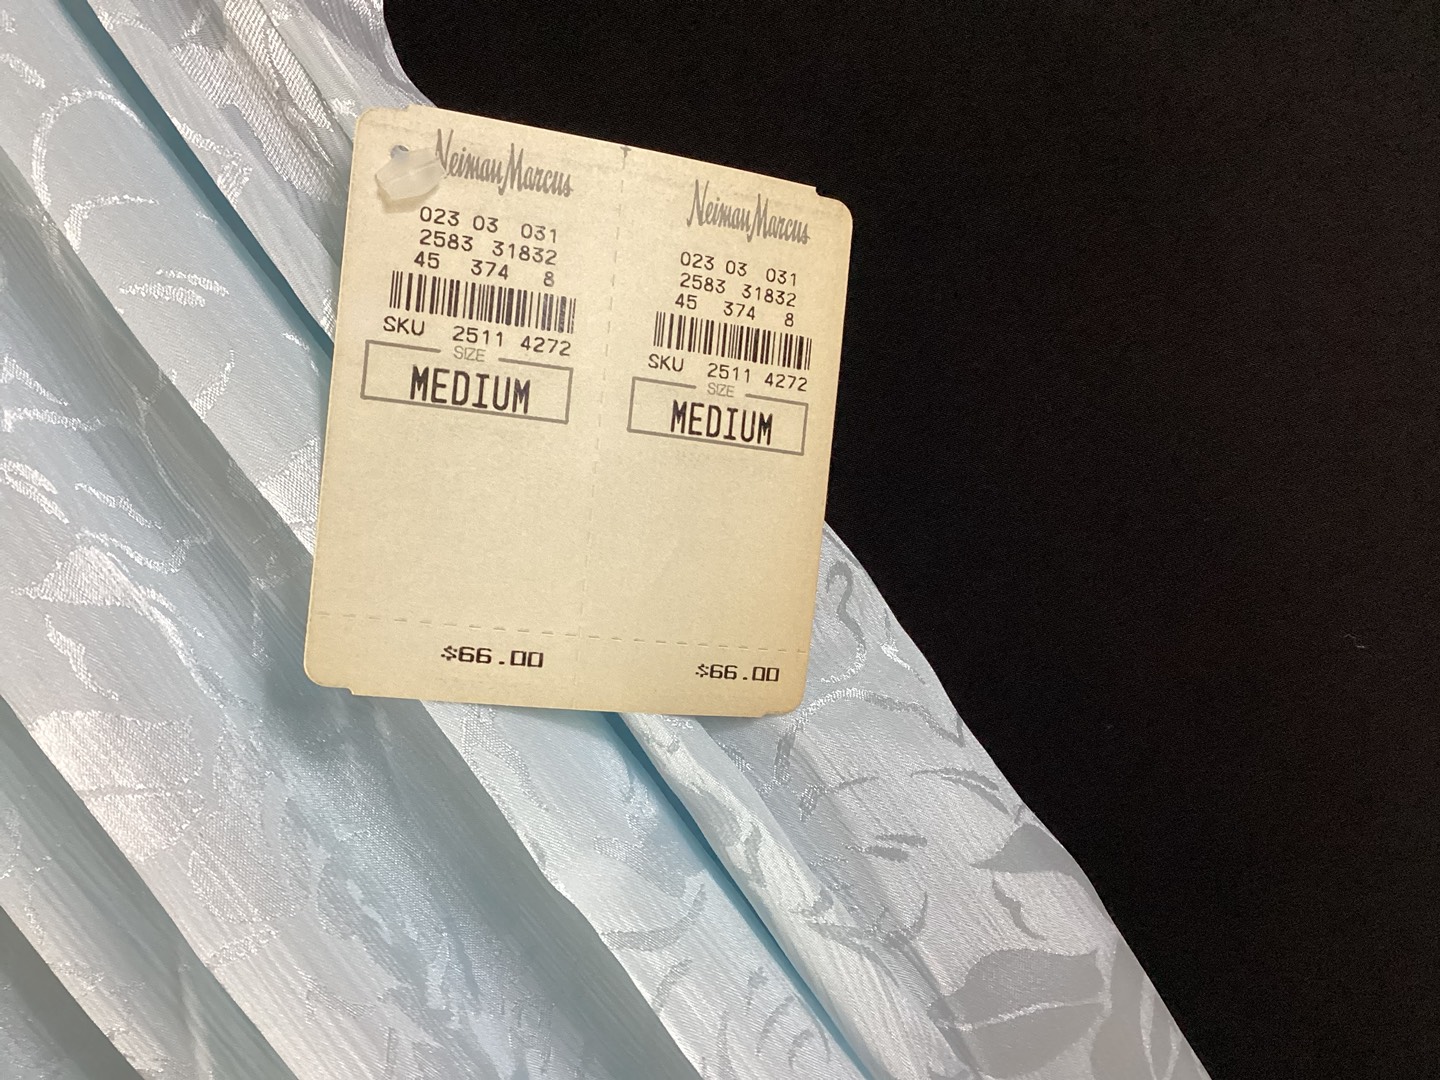 Neiman Marcus
023 03 031
2583 31832
45 374 8
SKU 2511 4272
SIZE
MEDIUM
$66.00
Neiman Marcus
023 03 031
2583 31832
45 374 8
SKU 2511 4272
SIZE
MEDIUM
$66.00